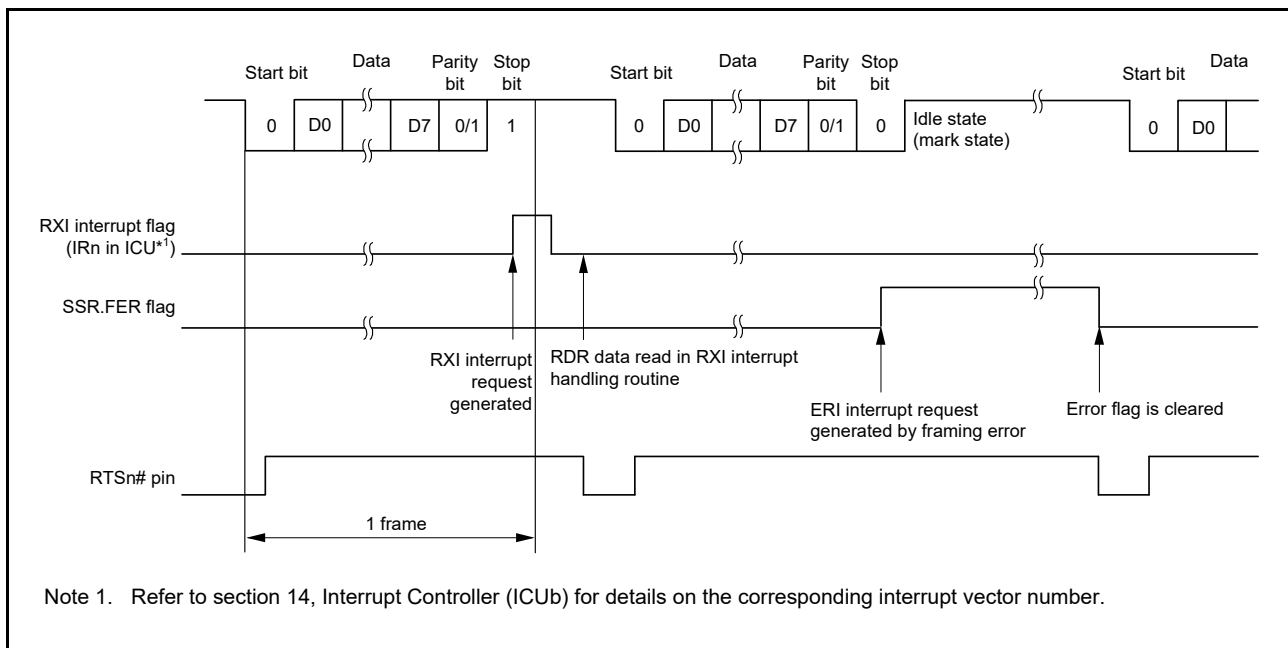 Start bit
Data
Parity
bit
Stop
bit
Start bit
Data
Parity
bit
Stop
bit
Start bit
Data
0
D0
D7
0/1
1
0
D0
D7
0/1
0
Idle state
(mark state)
0
D0
RXI interrupt flag
(IRn in ICU*1)
SSR.FER flag
RXI interrupt
request
generated
RDR data read in RXI interrupt
handling routine
ERI interrupt request
generated by framing error
Error flag is cleared
RTSn# pin
1 frame
Note 1. Refer to section 14, Interrupt Controller (ICUb) for details on the corresponding interrupt vector number.